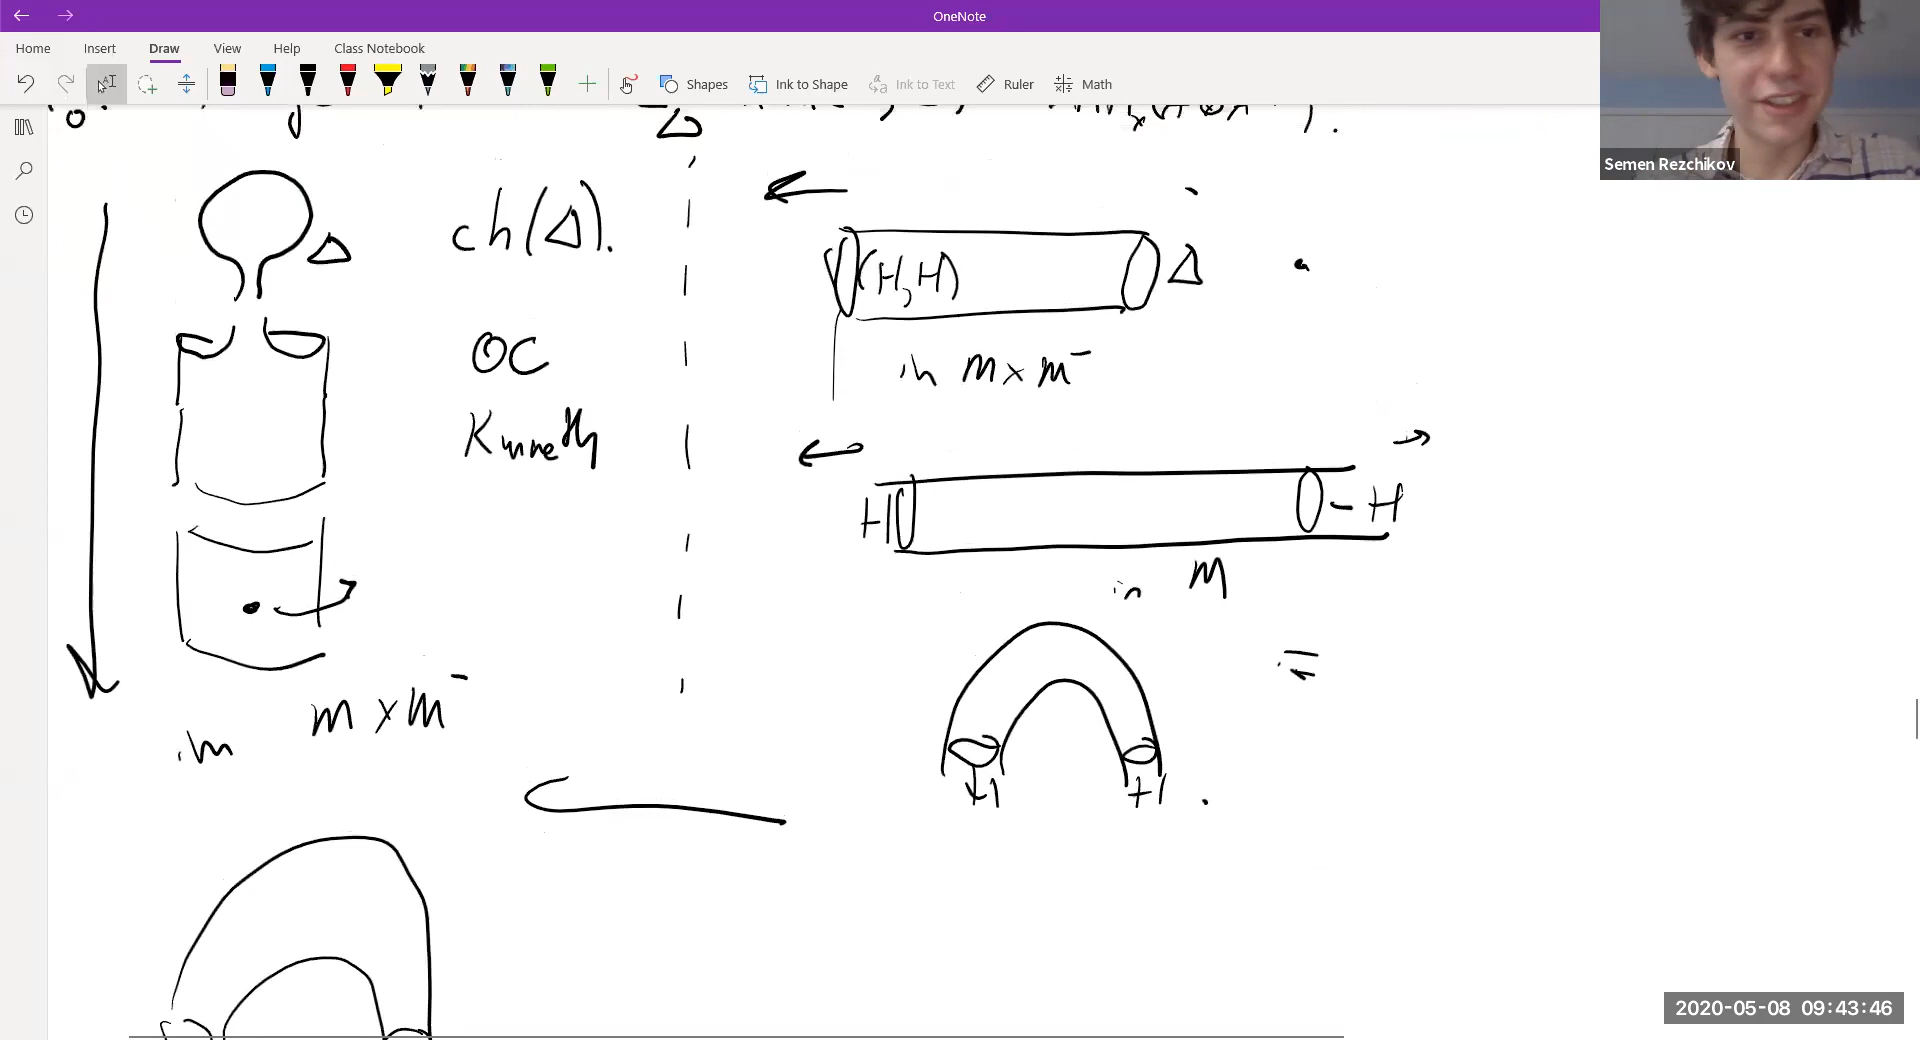 OneNote
Home Insert Draw View Help Class Notebook
Shapes Ink to Shape Ink to Text Ruler Math
Semen Rezchikov
Δ
ch(Δ).
OC
Kunneth
in M × M⁻
(H,H) Δ
in M × M⁻
H - H
in M
+1 +1 .
2020-05-08 09:43:46